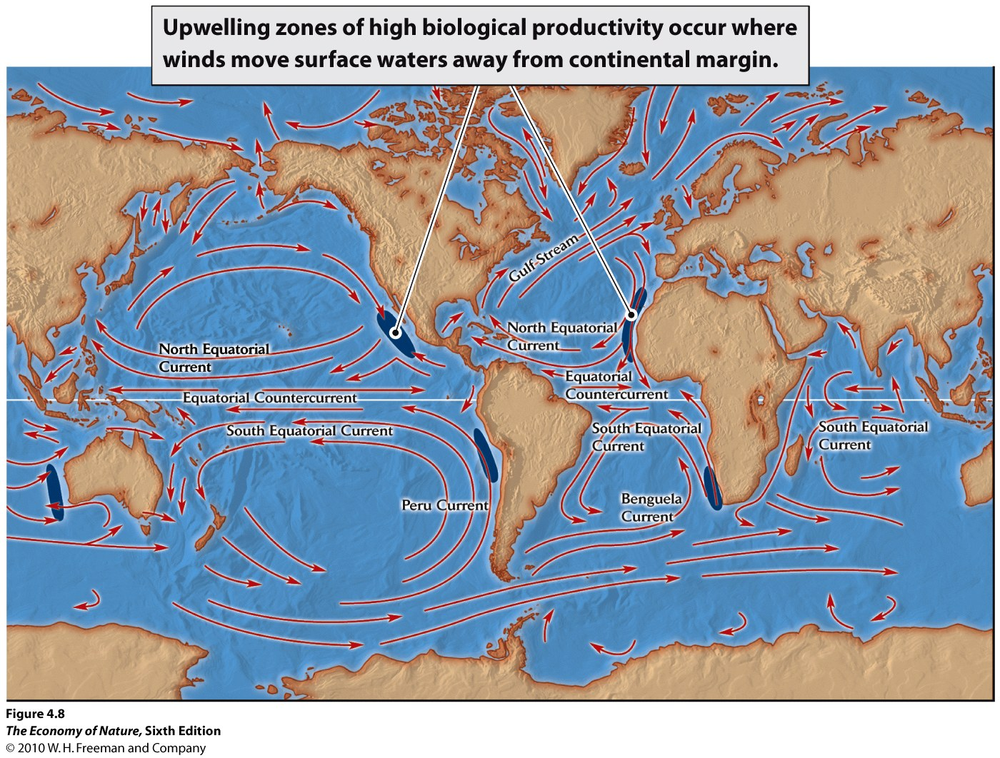 Upwelling zones of high biological productivity occur where
winds move surface waters away from continental margin.
Gulf Stream
North Equatorial
Current
North Equatorial
Current
Equatorial
Countercurrent
Equatorial Countercurrent
South Equatorial Current
South Equatorial
Current
South Equatorial
Current
Peru Current
Benguela
Current
Figure 4.8
The Economy of Nature, Sixth Edition
© 2010 W. H. Freeman and Company